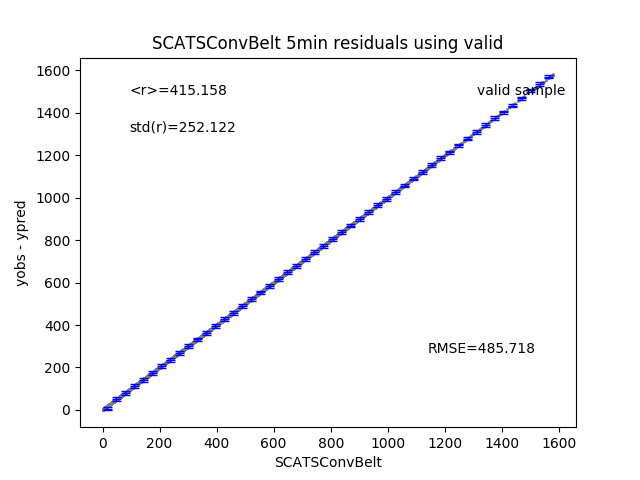 SCATSConvBelt 5min residuals using valid
<r>=415.158
valid sample
std(r)=252.122
RMSE=485.718
yobs - ypred
1600
1400
1200
1000
800
600
400
200
0
0 200 400 600 800 1000 1200 1400 1600
SCATSConvBelt